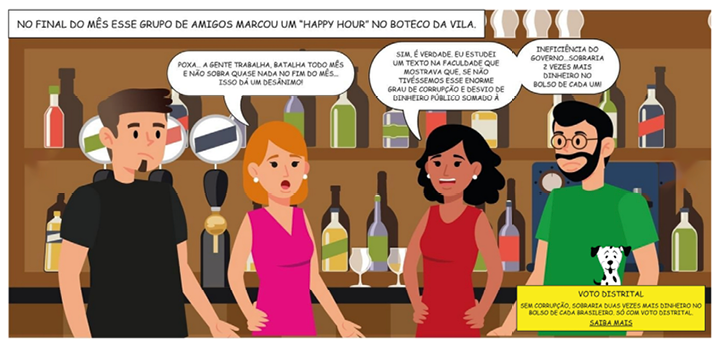 NO FINAL DO MÊS ESSE GRUPO DE AMIGOS MARCOU UM "HAPPY HOUR" NO BOTECO DA VILA.
POXA... A GENTE TRABALHA, BATALHA TODO MÊS
E NÃO SOBRA QUASE NADA NO FIM DO MÊS...
ISSO DÁ UM DESÂNIMO!
SIM, É VERDADE. EU ESTUDEI
UM TEXTO NA FACULDADE QUE
MOSTRAVA QUE, SE NÃO
TIVÉSSEMOS ESSE ENORME
GRAU DE CORRUPÇÃO E DESVIO DE
DINHEIRO PÚBLICO SOMADO À
INEFICIÊNCIA DO
GOVERNO...SOBRARIA
2 VEZES MAIS
DINHEIRO NO
BOLSO DE CADA UM!
VOTO DISTRITAL
SEM CORRUPÇÃO, SOBRARIA DUAS VEZES MAIS DINHEIRO NO
BOLSO DE CADA BRASILEIRO. SÓ COM VOTO DISTRITAL.
SAIBA MAIS